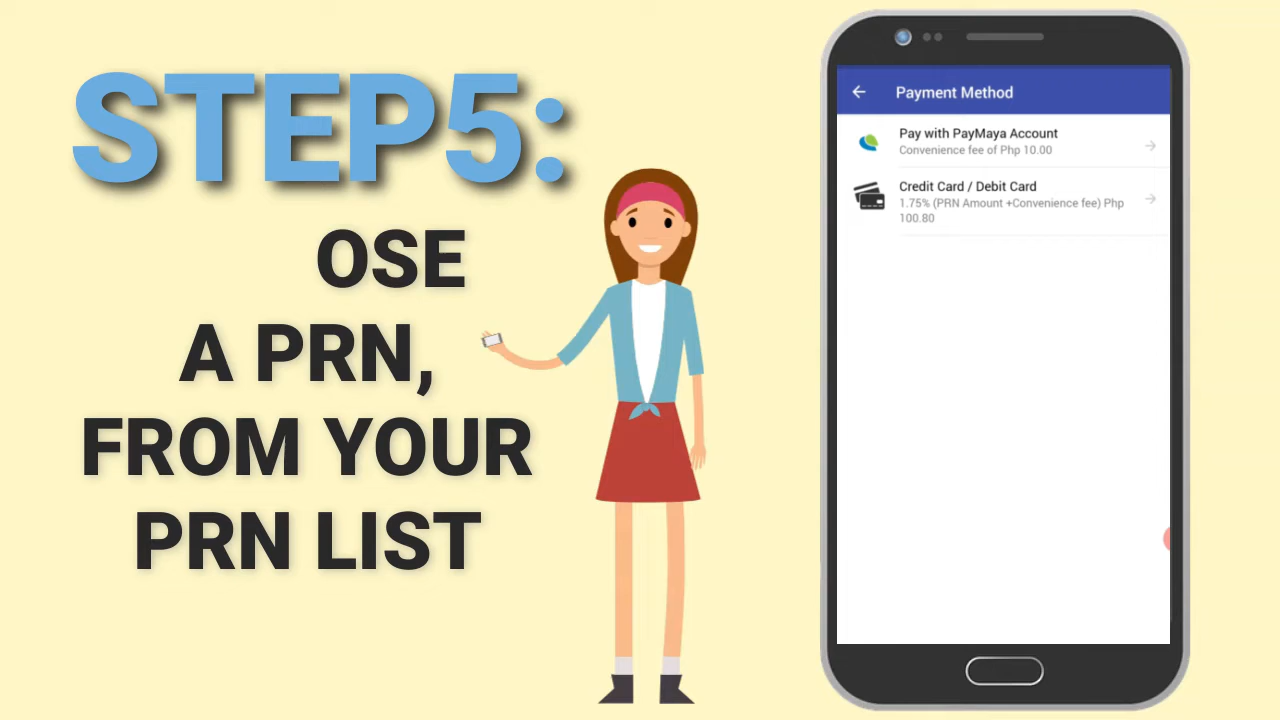 STEP5:
OSE
A PRN,
FROM YOUR
PRN LIST
Payment Method
Pay with PayMaya Account
Convenience fee of Php 10.00
Credit Card / Debit Card
1.75% (PRN Amount +Convenience fee) Php
100.80